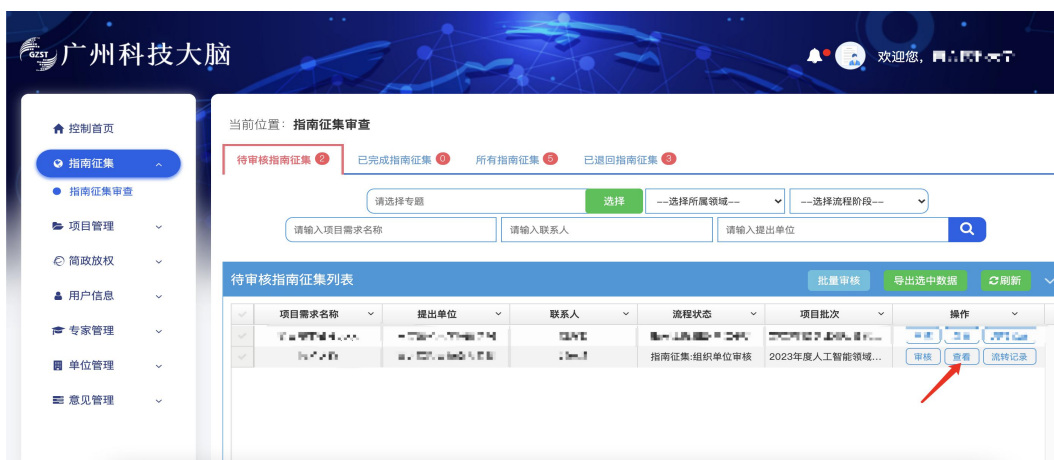 GZST 广州科技大脑
欢迎您,
控制首页
指南征集
指南征集审查
项目管理
简政放权
用户信息
专家管理
单位管理
意见管理
当前位置： 指南征集审查
待审核指南征集 2 已完成指南征集 0 所有指南征集 5 已退回指南征集 3
请选择专题 选择 --选择所属领域-- --选择流程阶段--
请输入项目需求名称 请输入联系人 请输入提出单位
待审核指南征集列表 批量审核 导出选中数据 刷新
项目需求名称 提出单位 联系人 流程状态 项目批次 操作
指南征集:组织单位审核 2023年度人工智能领域... 审核 查看 流转记录